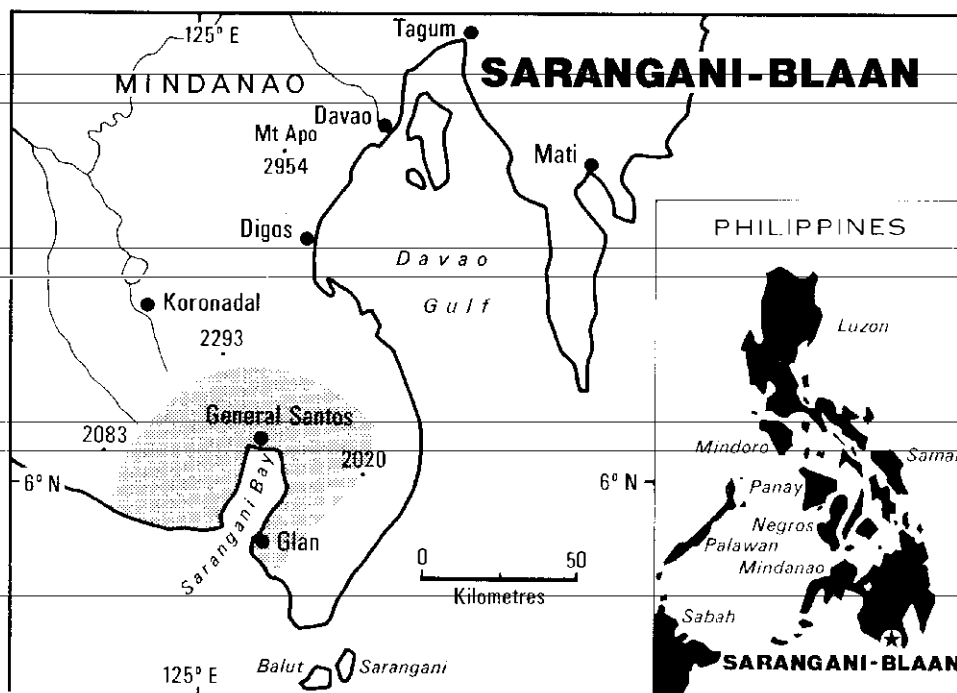 125° E
Tagum
SARANGANI-BLAAN
MINDANAO
Davao
Mt Apo
2954
Mati
Digos
Davao
Gulf
Koronadal
2293
General Santos
2083
2020
6° N
6° N
Sarangani Bay
Glan
0 50
Kilometres
Balut
Sarangani
125° E
PHILIPPINES
Luzon
Mindoro
Samar
Panay
Negros
Palawan
Mindanao
Sabah
SARANGANI-BLAAN